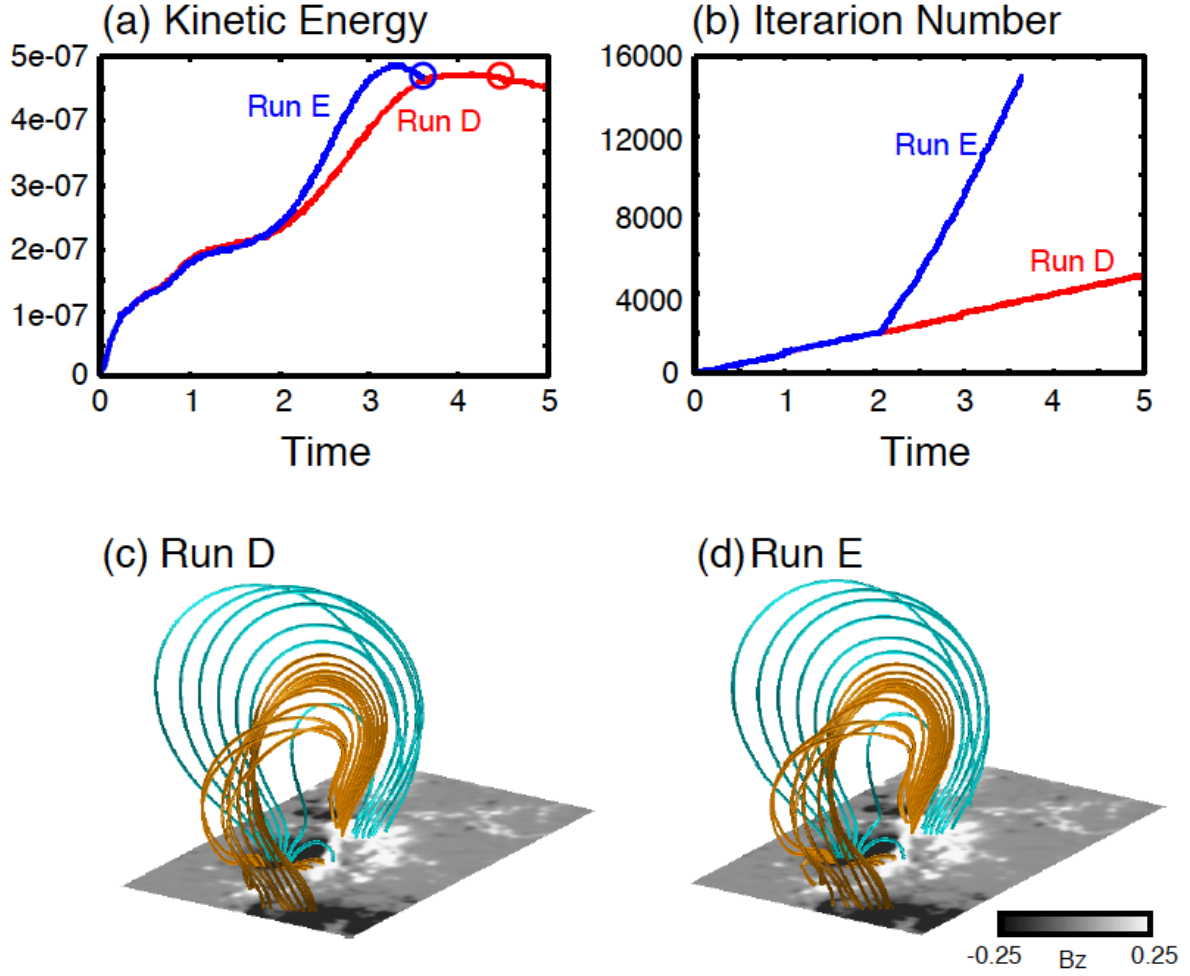 (a) Kinetic Energy
5e-07
4e-07
3e-07
2e-07
1e-07
0
Run E
Run D
0 1 2 3 4 5
Time
(b) Iterarion Number
16000
12000
8000
4000
0
Run E
Run D
0 1 2 3 4 5
Time
(c) Run D
(d) Run E
-0.25 Bz 0.25